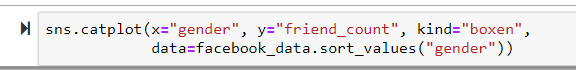 sns.catplot(x="gender", y="friend_count", kind="boxen",
            data=facebook_data.sort_values("gender"))